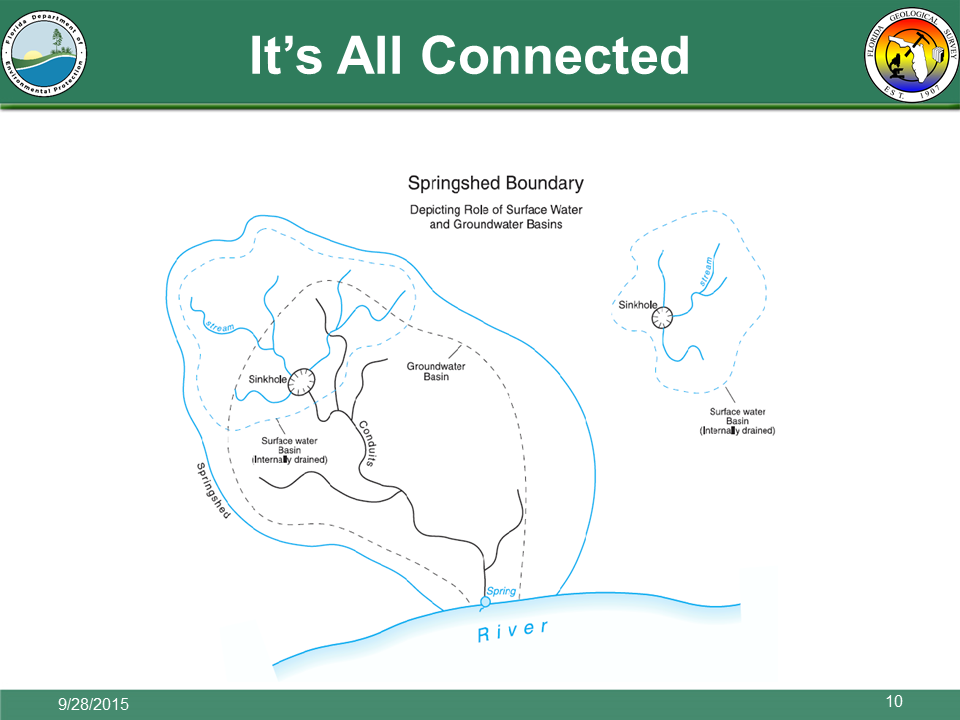 Florida Department of
Environmental Protection
It's All Connected
FLORIDA GEOLOGICAL SURVEY
EST. 1907
Springshed Boundary
Depicting Role of Surface Water
and Groundwater Basins
stream
Sinkhole
Groundwater
Basin
Surface water
Basin
(Internally drained)
Conduits
Springshed
stream
Sinkhole
Surface water
Basin
(Internally drained)
Spring
River
9/28/2015
10